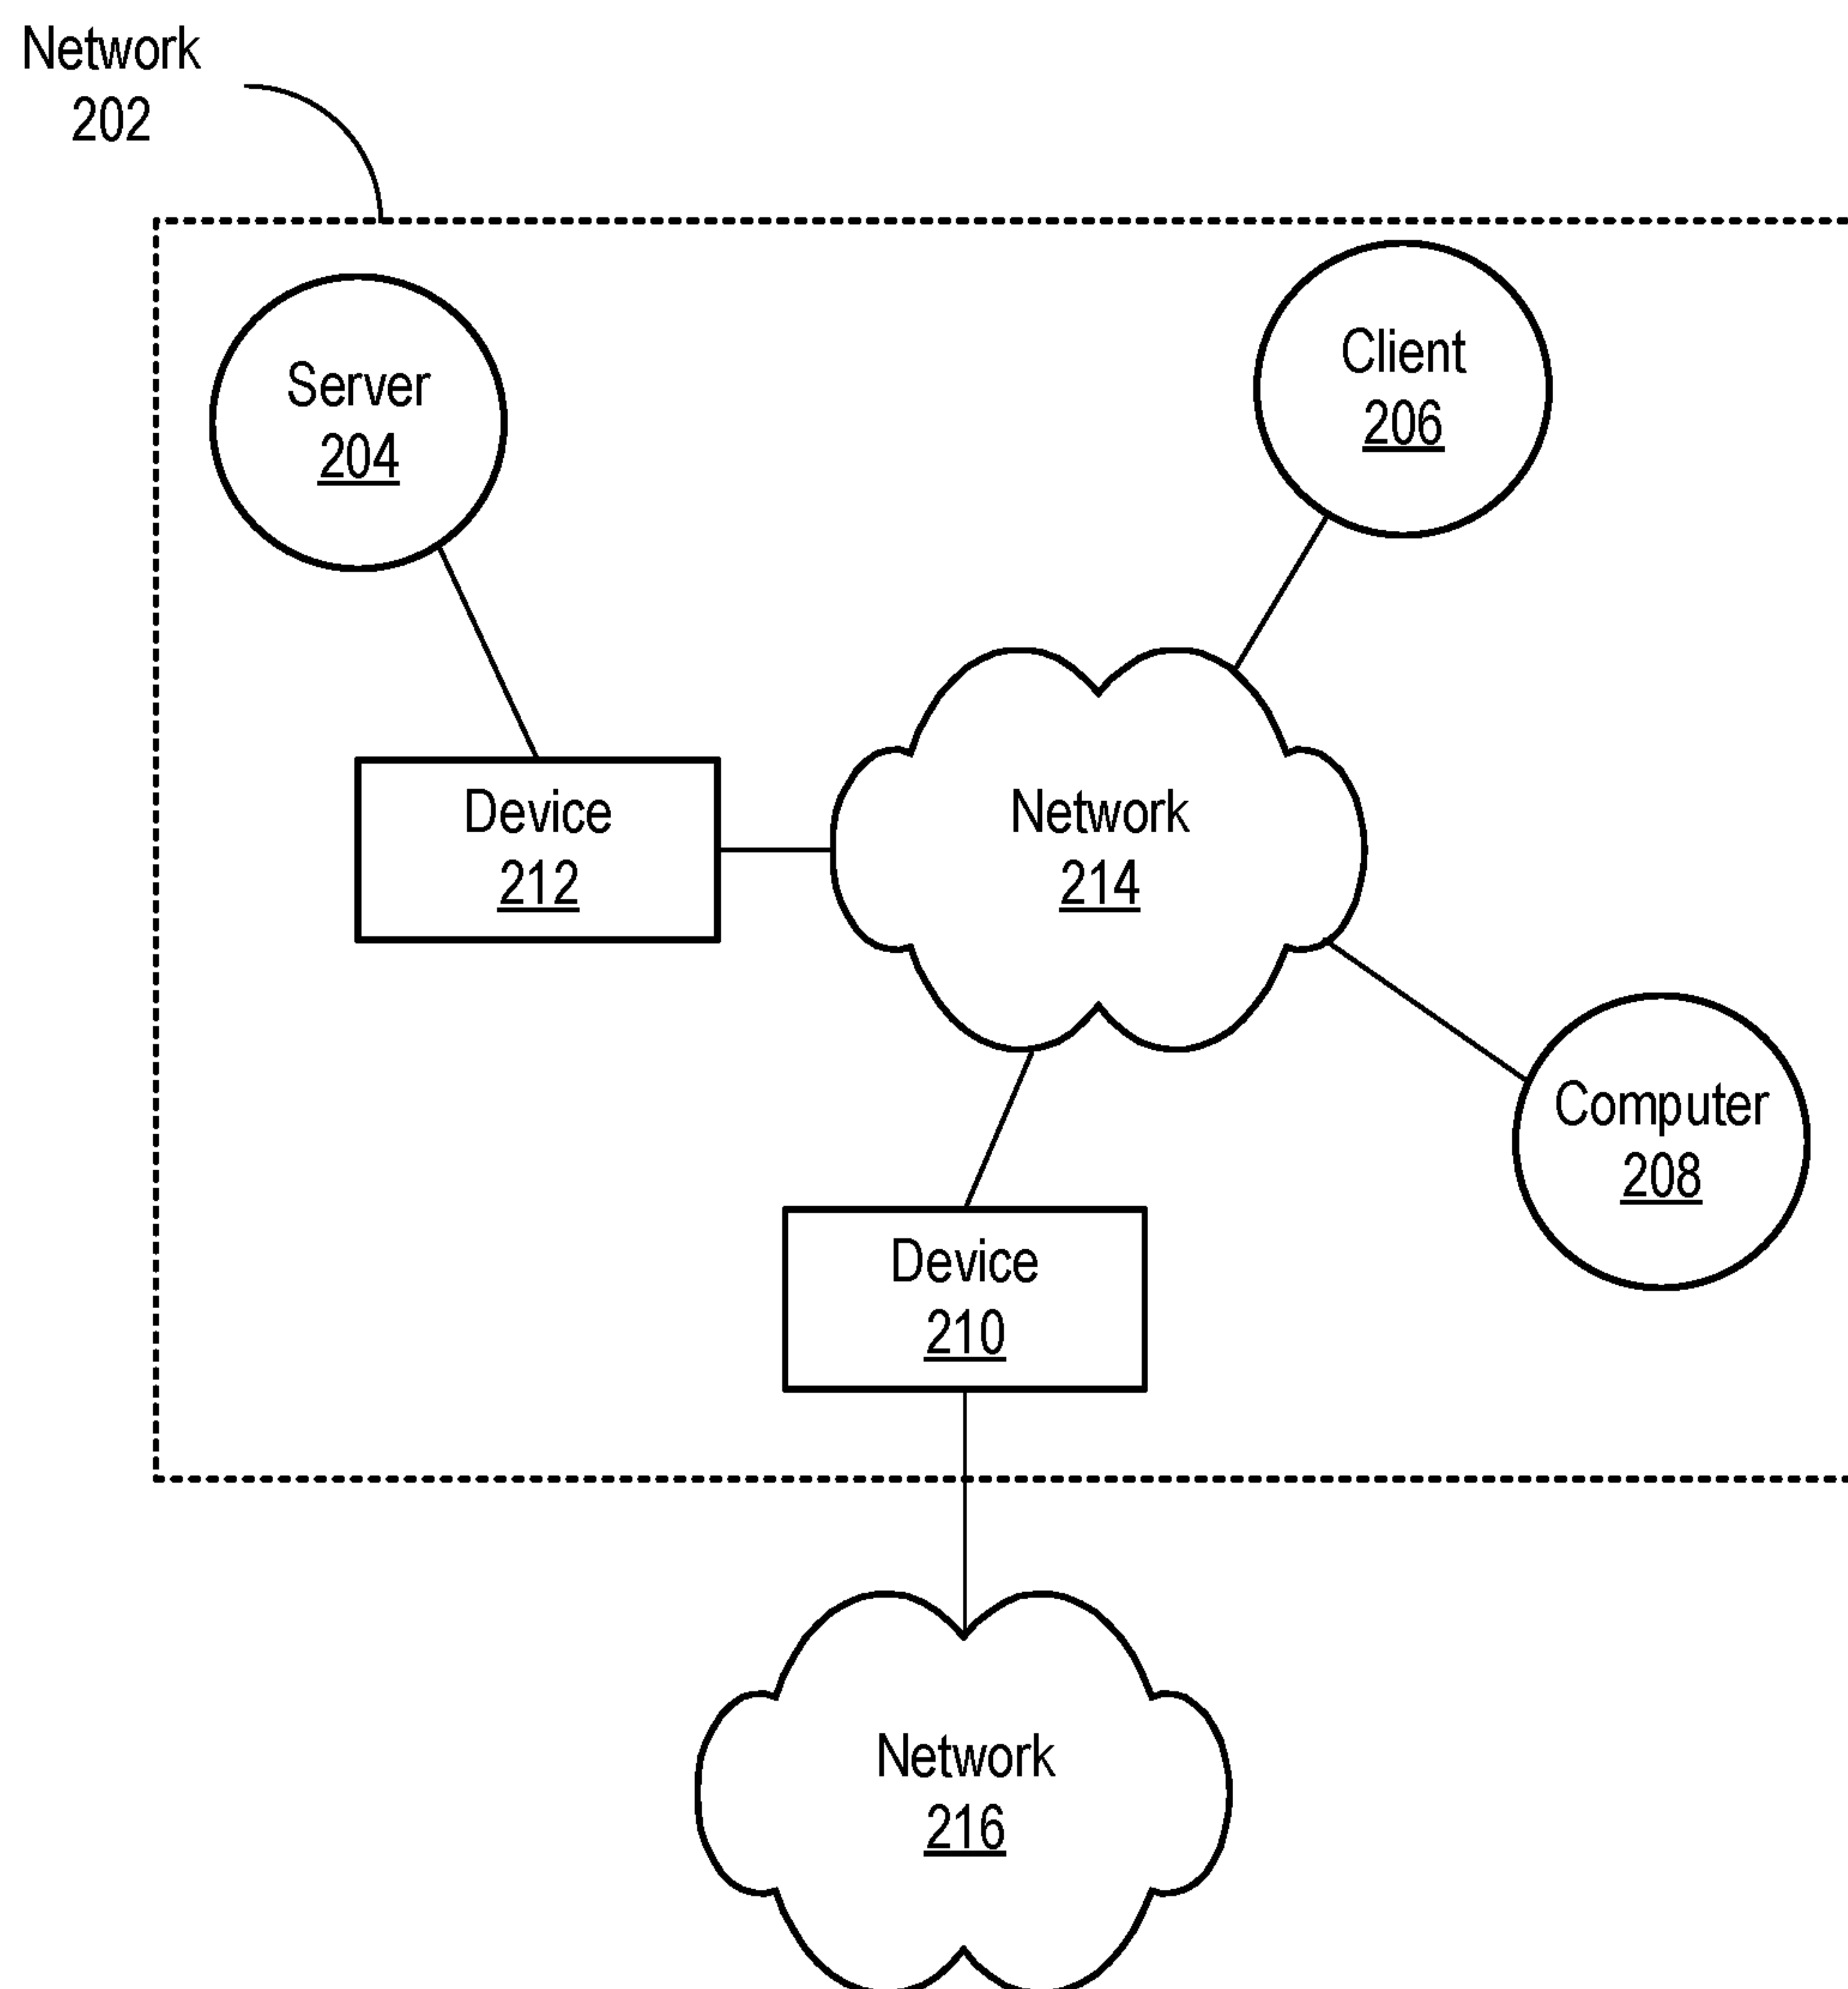 Network
202
Server
204
Client
206
Device
212
Network
214
Computer
208
Device
210
Network
216